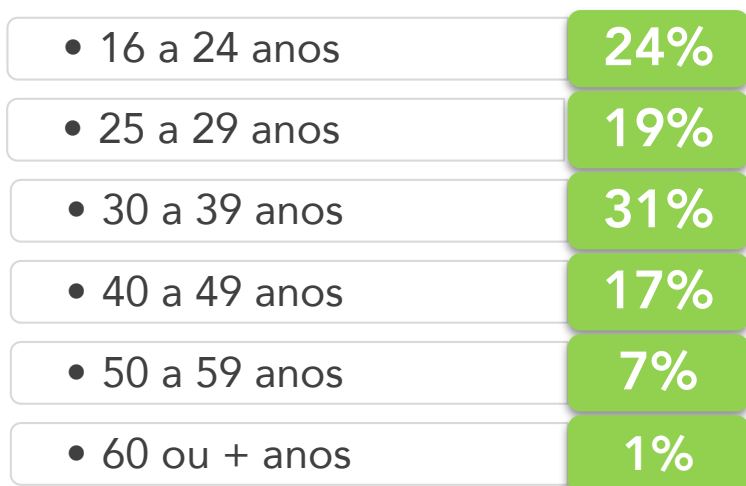 • 16 a 24 anos 24%
• 25 a 29 anos 19%
• 30 a 39 anos 31%
• 40 a 49 anos 17%
• 50 a 59 anos 7%
• 60 ou + anos 1%